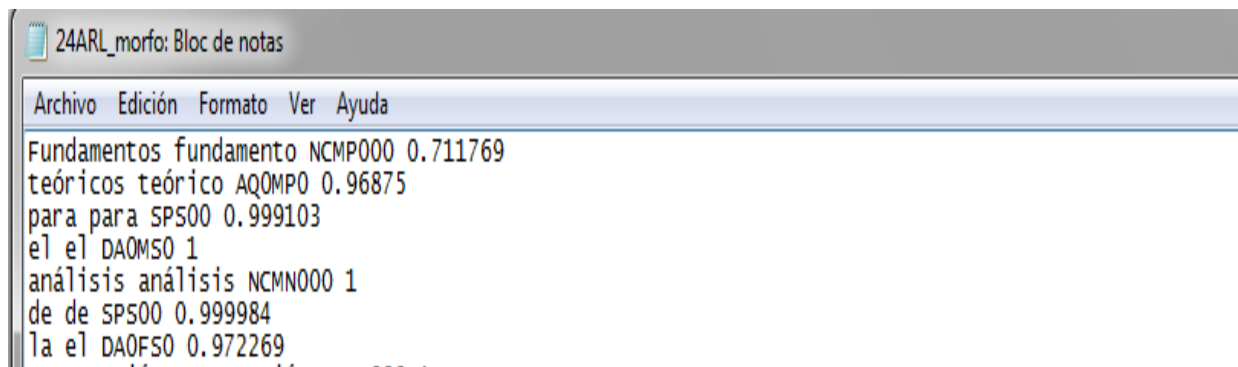 24ARL_morfo: Bloc de notas
Archivo Edición Formato Ver Ayuda
Fundamentos fundamento NCMP000 0.711769
teóricos teórico AQ0MP0 0.96875
para para SPS00 0.999103
el el DA0MS0 1
análisis análisis NCMN000 1
de de SPS00 0.999984
la el DA0FS0 0.972269